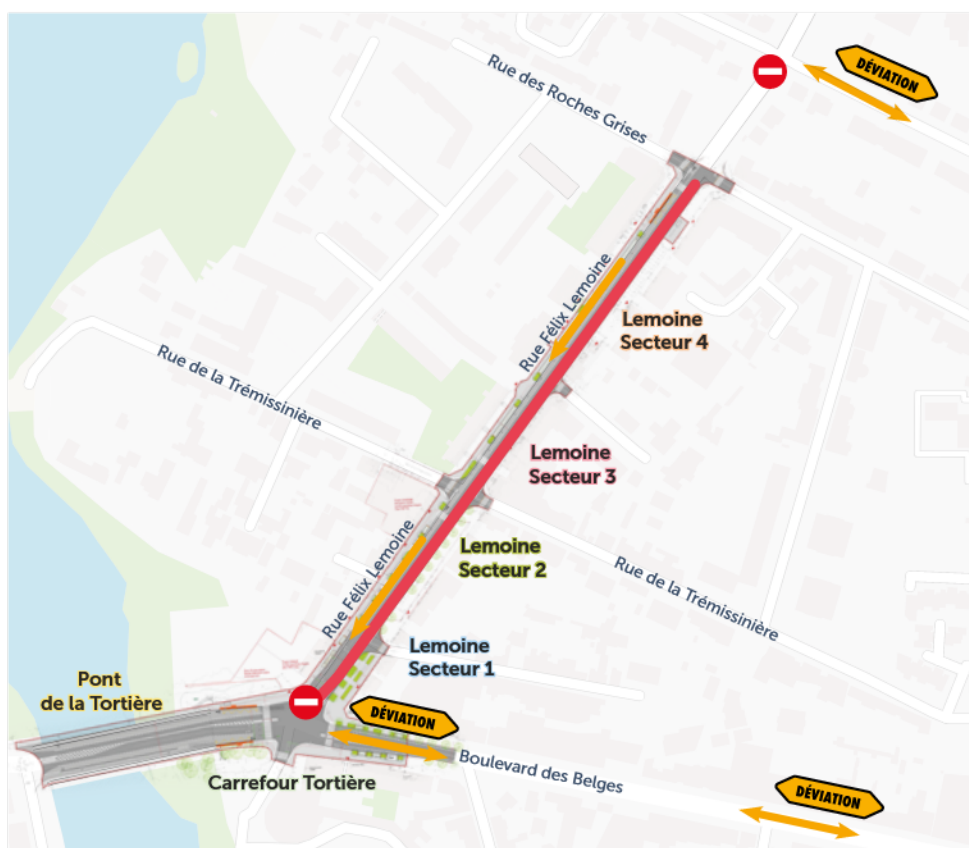 DÉVIATION
Rue des Roches Grises
Rue Félix Lemoine
Lemoine
Secteur 4
Rue de la Trémissinière
Lemoine
Secteur 3
Rue Félix Lemoine
Lemoine
Secteur 2
Rue de la Trémissinière
Lemoine
Secteur 1
Pont
de la Tortière
DÉVIATION
Boulevard des Belges
Carrefour Tortière
DÉVIATION